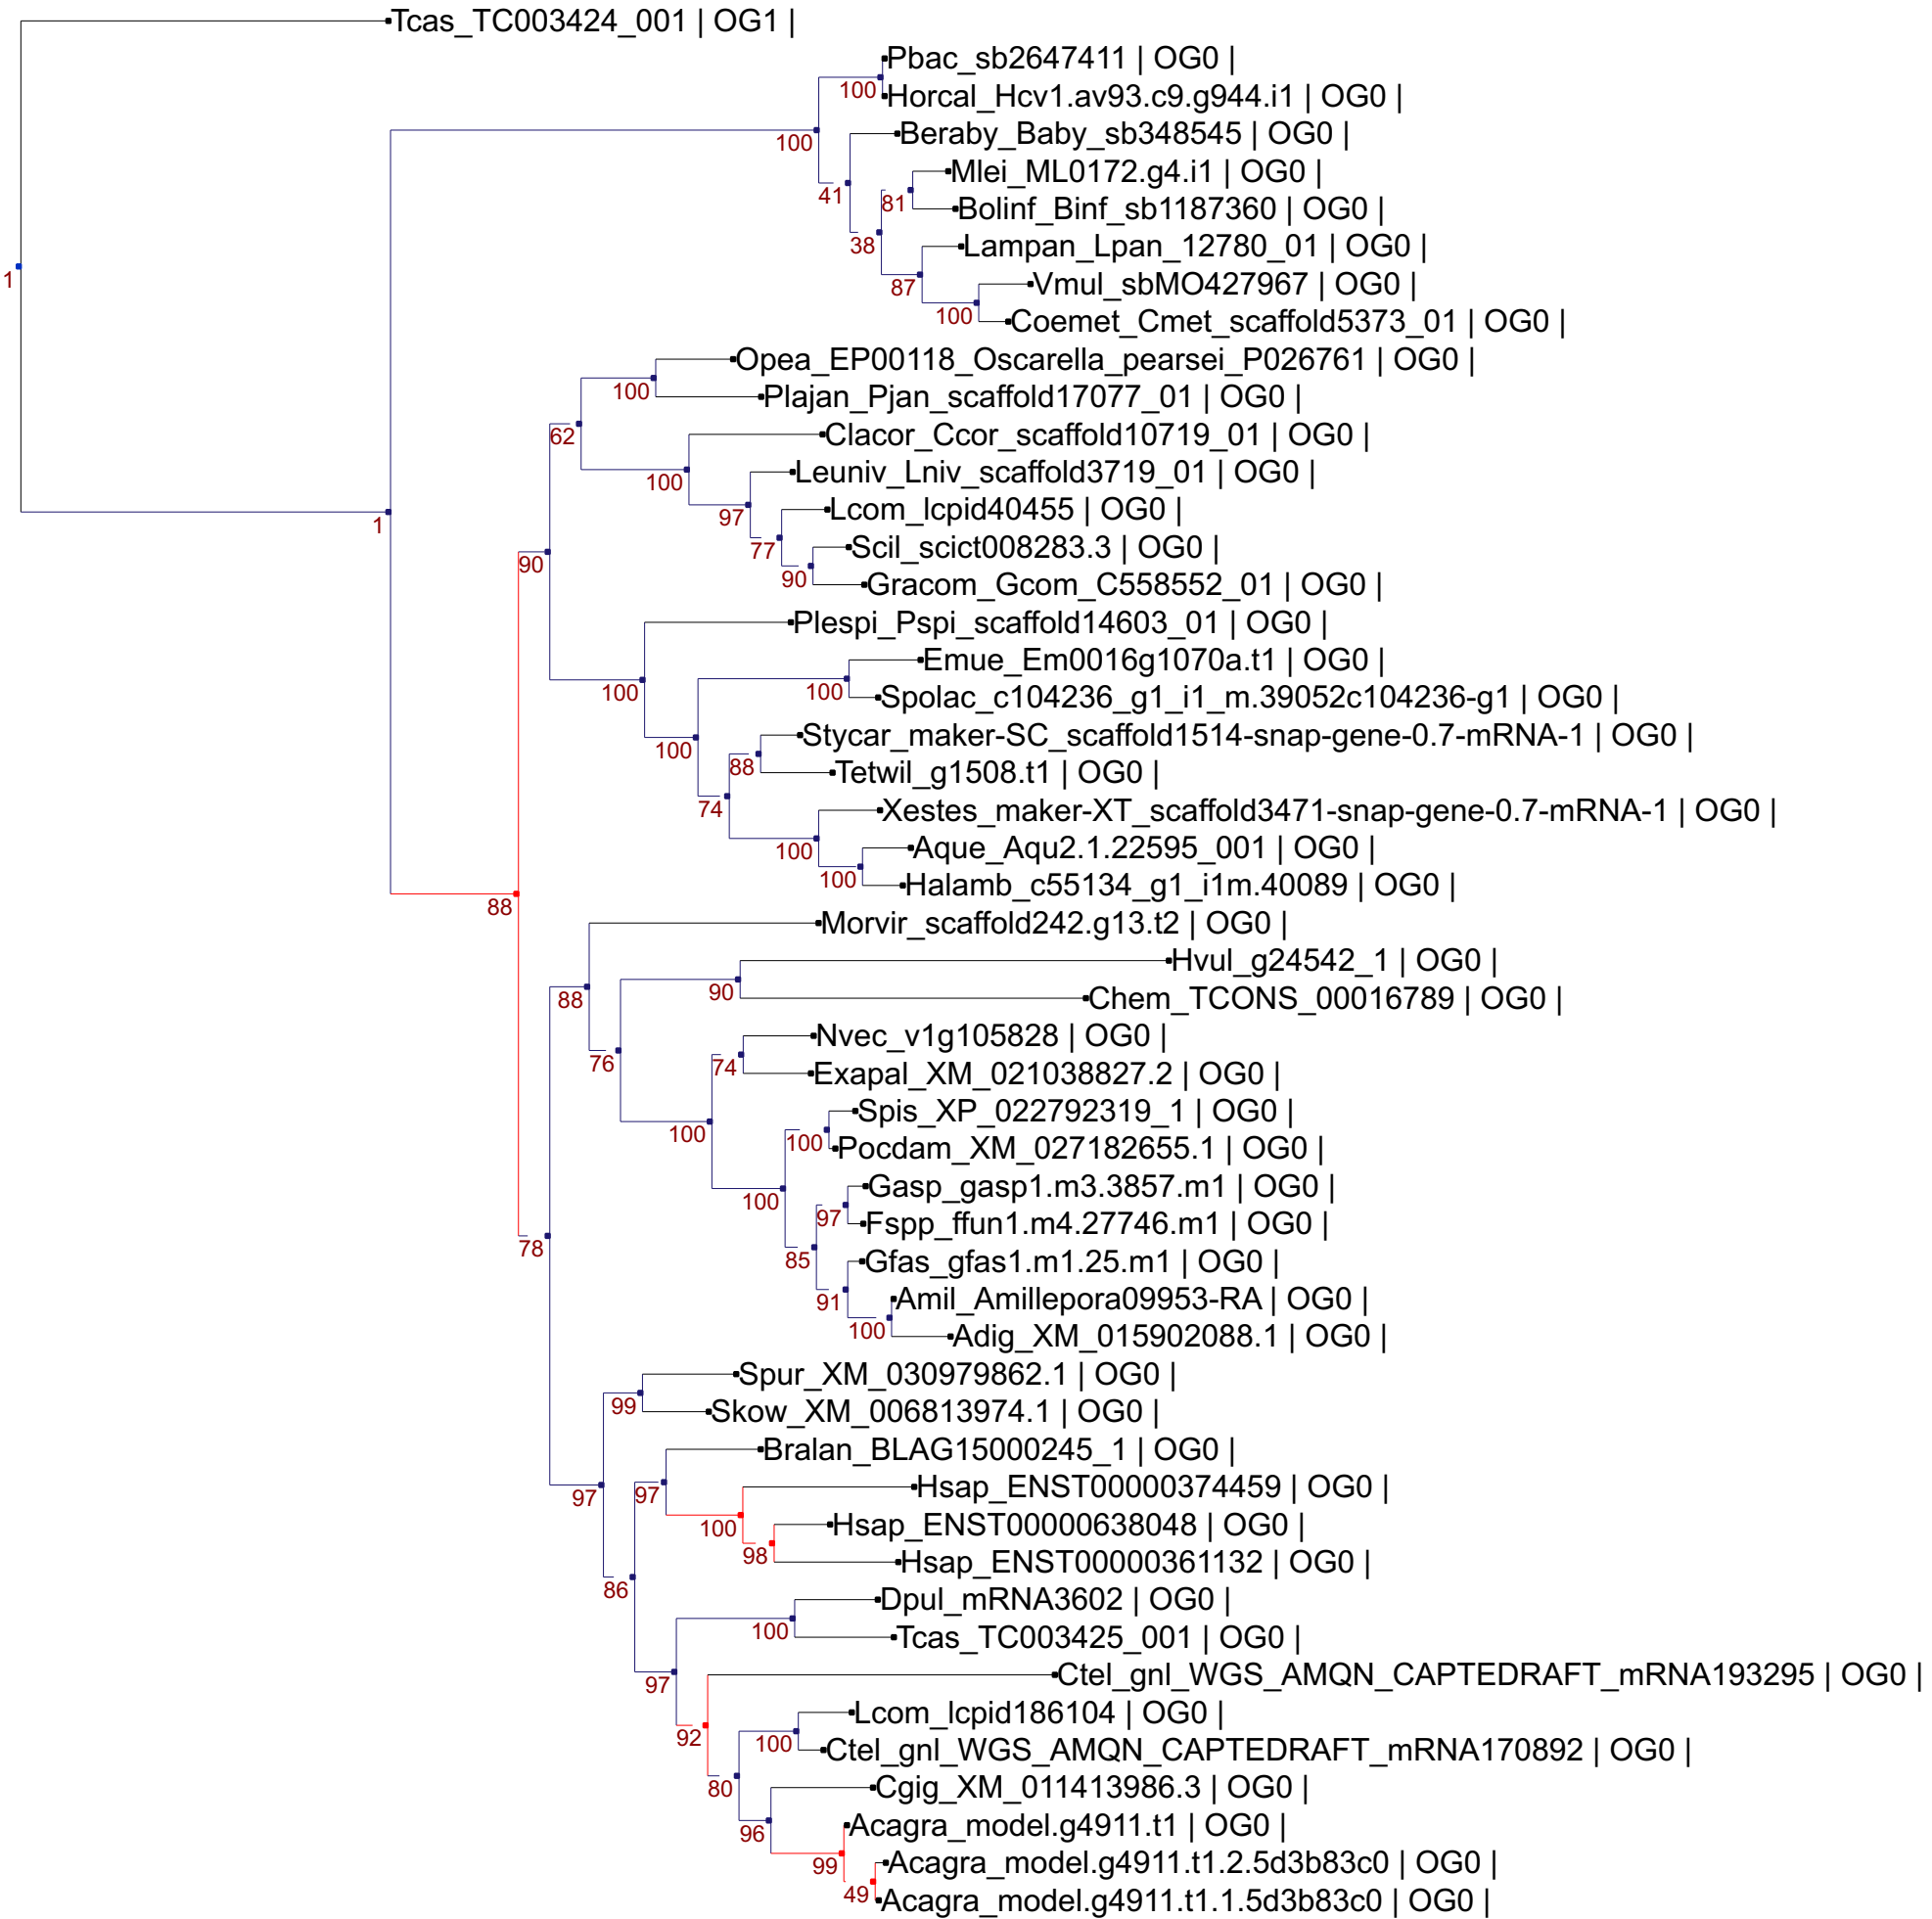 Tcas_TC003424_001 | OG1 |
Pbac_sb2647411 | OG0 |
100
Horcal_Hcv1.av93.c9.g944.i1 | OG0 |
100
Beraby_Baby_sb348545 | OG0 |
Mlei_ML0172.g4.i1 | OG0 |
41
81
Bolinf_Binf_sb1187360 | OG0 |
38
Lampan_Lpan_12780_01 | OG0 |
1
87
Vmul_sbMO427967 | OG0 |
100
Coemet_Cmet_scaffold5373_01 | OG0 |
Opea_EP00118_Oscarella_pearsei_P026761 | OG0 |
100
Plajan_Pjan_scaffold17077_01 | OG0 |
62
Clacor_Ccor_scaffold10719_01 | OG0 |
100
Leuniv_Lniv_scaffold3719_01 | OG0 |
1
97
Lcom_lcpid40455 | OG0 |
77
Scil_scict008283.3 | OG0 |
90
90
Gracom_Gcom_C558552_01 | OG0 |
Plespi_Pspi_scaffold14603_01 | OG0 |
Emue_Em0016g1070a.t1 | OG0 |
100
100
Spolac_c104236_g1_i1_m.39052c104236-g1 | OG0 |
100
Stycar_maker-SC_scaffold1514-snap-gene-0.7-mRNA-1 | OG0 |
88
Tetwil_g1508.t1 | OG0 |
74
Xestes_maker-XT_scaffold3471-snap-gene-0.7-mRNA-1 | OG0 |
100
Aque_Aqu2.1.22595_001 | OG0 |
100
Halamb_c55134_g1_i1m.40089 | OG0 |
88
Morvir_scaffold242.g13.t2 | OG0 |
Hvul_g24542_1 | OG0 |
88
90
Chem_TCONS_00016789 | OG0 |
Nvec_v1g105828 | OG0 |
76
74
Exapal_XM_021038827.2 | OG0 |
Spis_XP_022792319_1 | OG0 |
100
100
Pocdam_XM_027182655.1 | OG0 |
100
Gasp_gasp1.m3.3857.m1 | OG0 |
97
Fspp_ffun1.m4.27746.m1 | OG0 |
78
85
Gfas_gfas1.m1.25.m1 | OG0 |
91
Amil_Amillepora09953-RA | OG0 |
100
Adig_XM_015902088.1 | OG0 |
Spur_XM_030979862.1 | OG0 |
99
Skow_XM_006813974.1 | OG0 |
Bralan_BLAG15000245_1 | OG0 |
97
97
Hsap_ENST00000374459 | OG0 |
100
Hsap_ENST00000638048 | OG0 |
98
Hsap_ENST00000361132 | OG0 |
86
Dpul_mRNA3602 | OG0 |
100
Tcas_TC003425_001 | OG0 |
97
Ctel_gnl_WGS_AMQN_CAPTEDRAFT_mRNA193295 | OG0 |
92
Lcom_lcpid186104 | OG0 |
100
Ctel_gnl_WGS_AMQN_CAPTEDRAFT_mRNA170892 | OG0 |
80
Cgig_XM_011413986.3 | OG0 |
96
Acagra_model.g4911.t1 | OG0 |
99
Acagra_model.g4911.t1.2.5d3b83c0 | OG0 |
49
Acagra_model.g4911.t1.1.5d3b83c0 | OG0 |